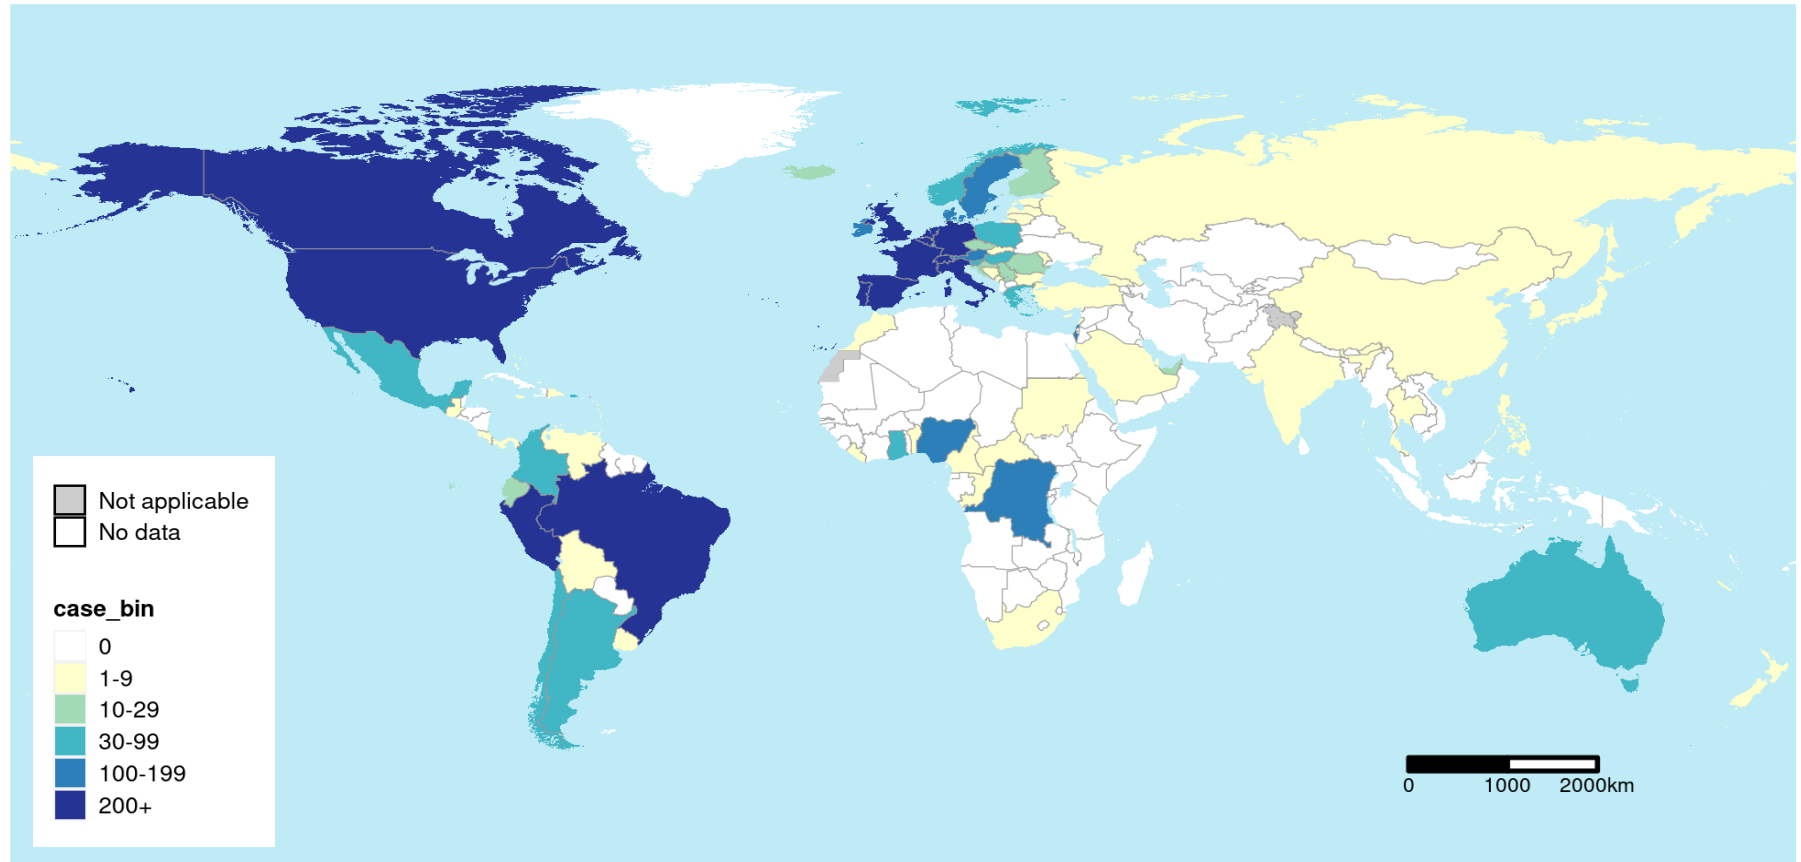 Not applicable
No data
case_bin
0
1-9
10-29
30-99
100-199
200+
0 1000 2000km